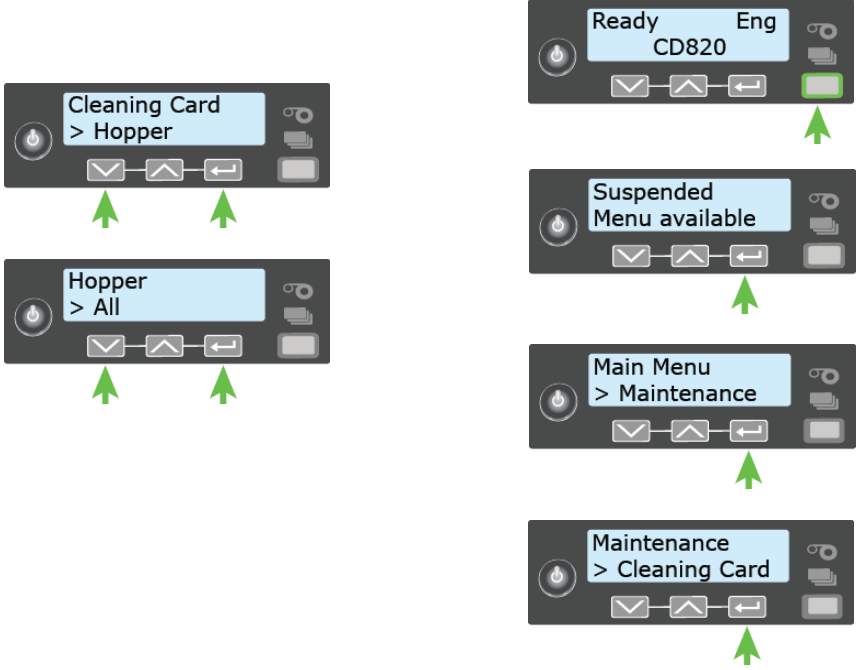 Cleaning Card
> Hopper
Hopper
> All
Ready Eng
CD820
Suspended
Menu available
Main Menu
> Maintenance
Maintenance
> Cleaning Card